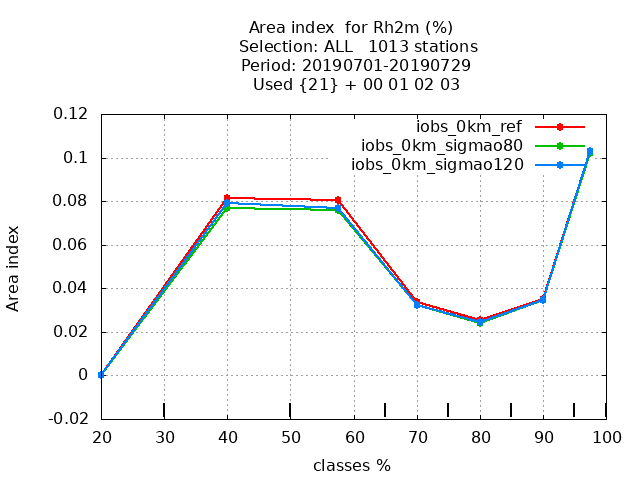 Area index  for Rh2m (%)
Selection: ALL   1013 stations
Period: 20190701-20190729
Used {21} + 00 01 02 03
iobs_0km_ref
iobs_0km_sigmao80
iobs_0km_sigmao120
0.12
0.1
0.08
0.06
0.04
0.02
0
-0.02
Area index
20 30 40 50 60 70 80 90 100
classes %